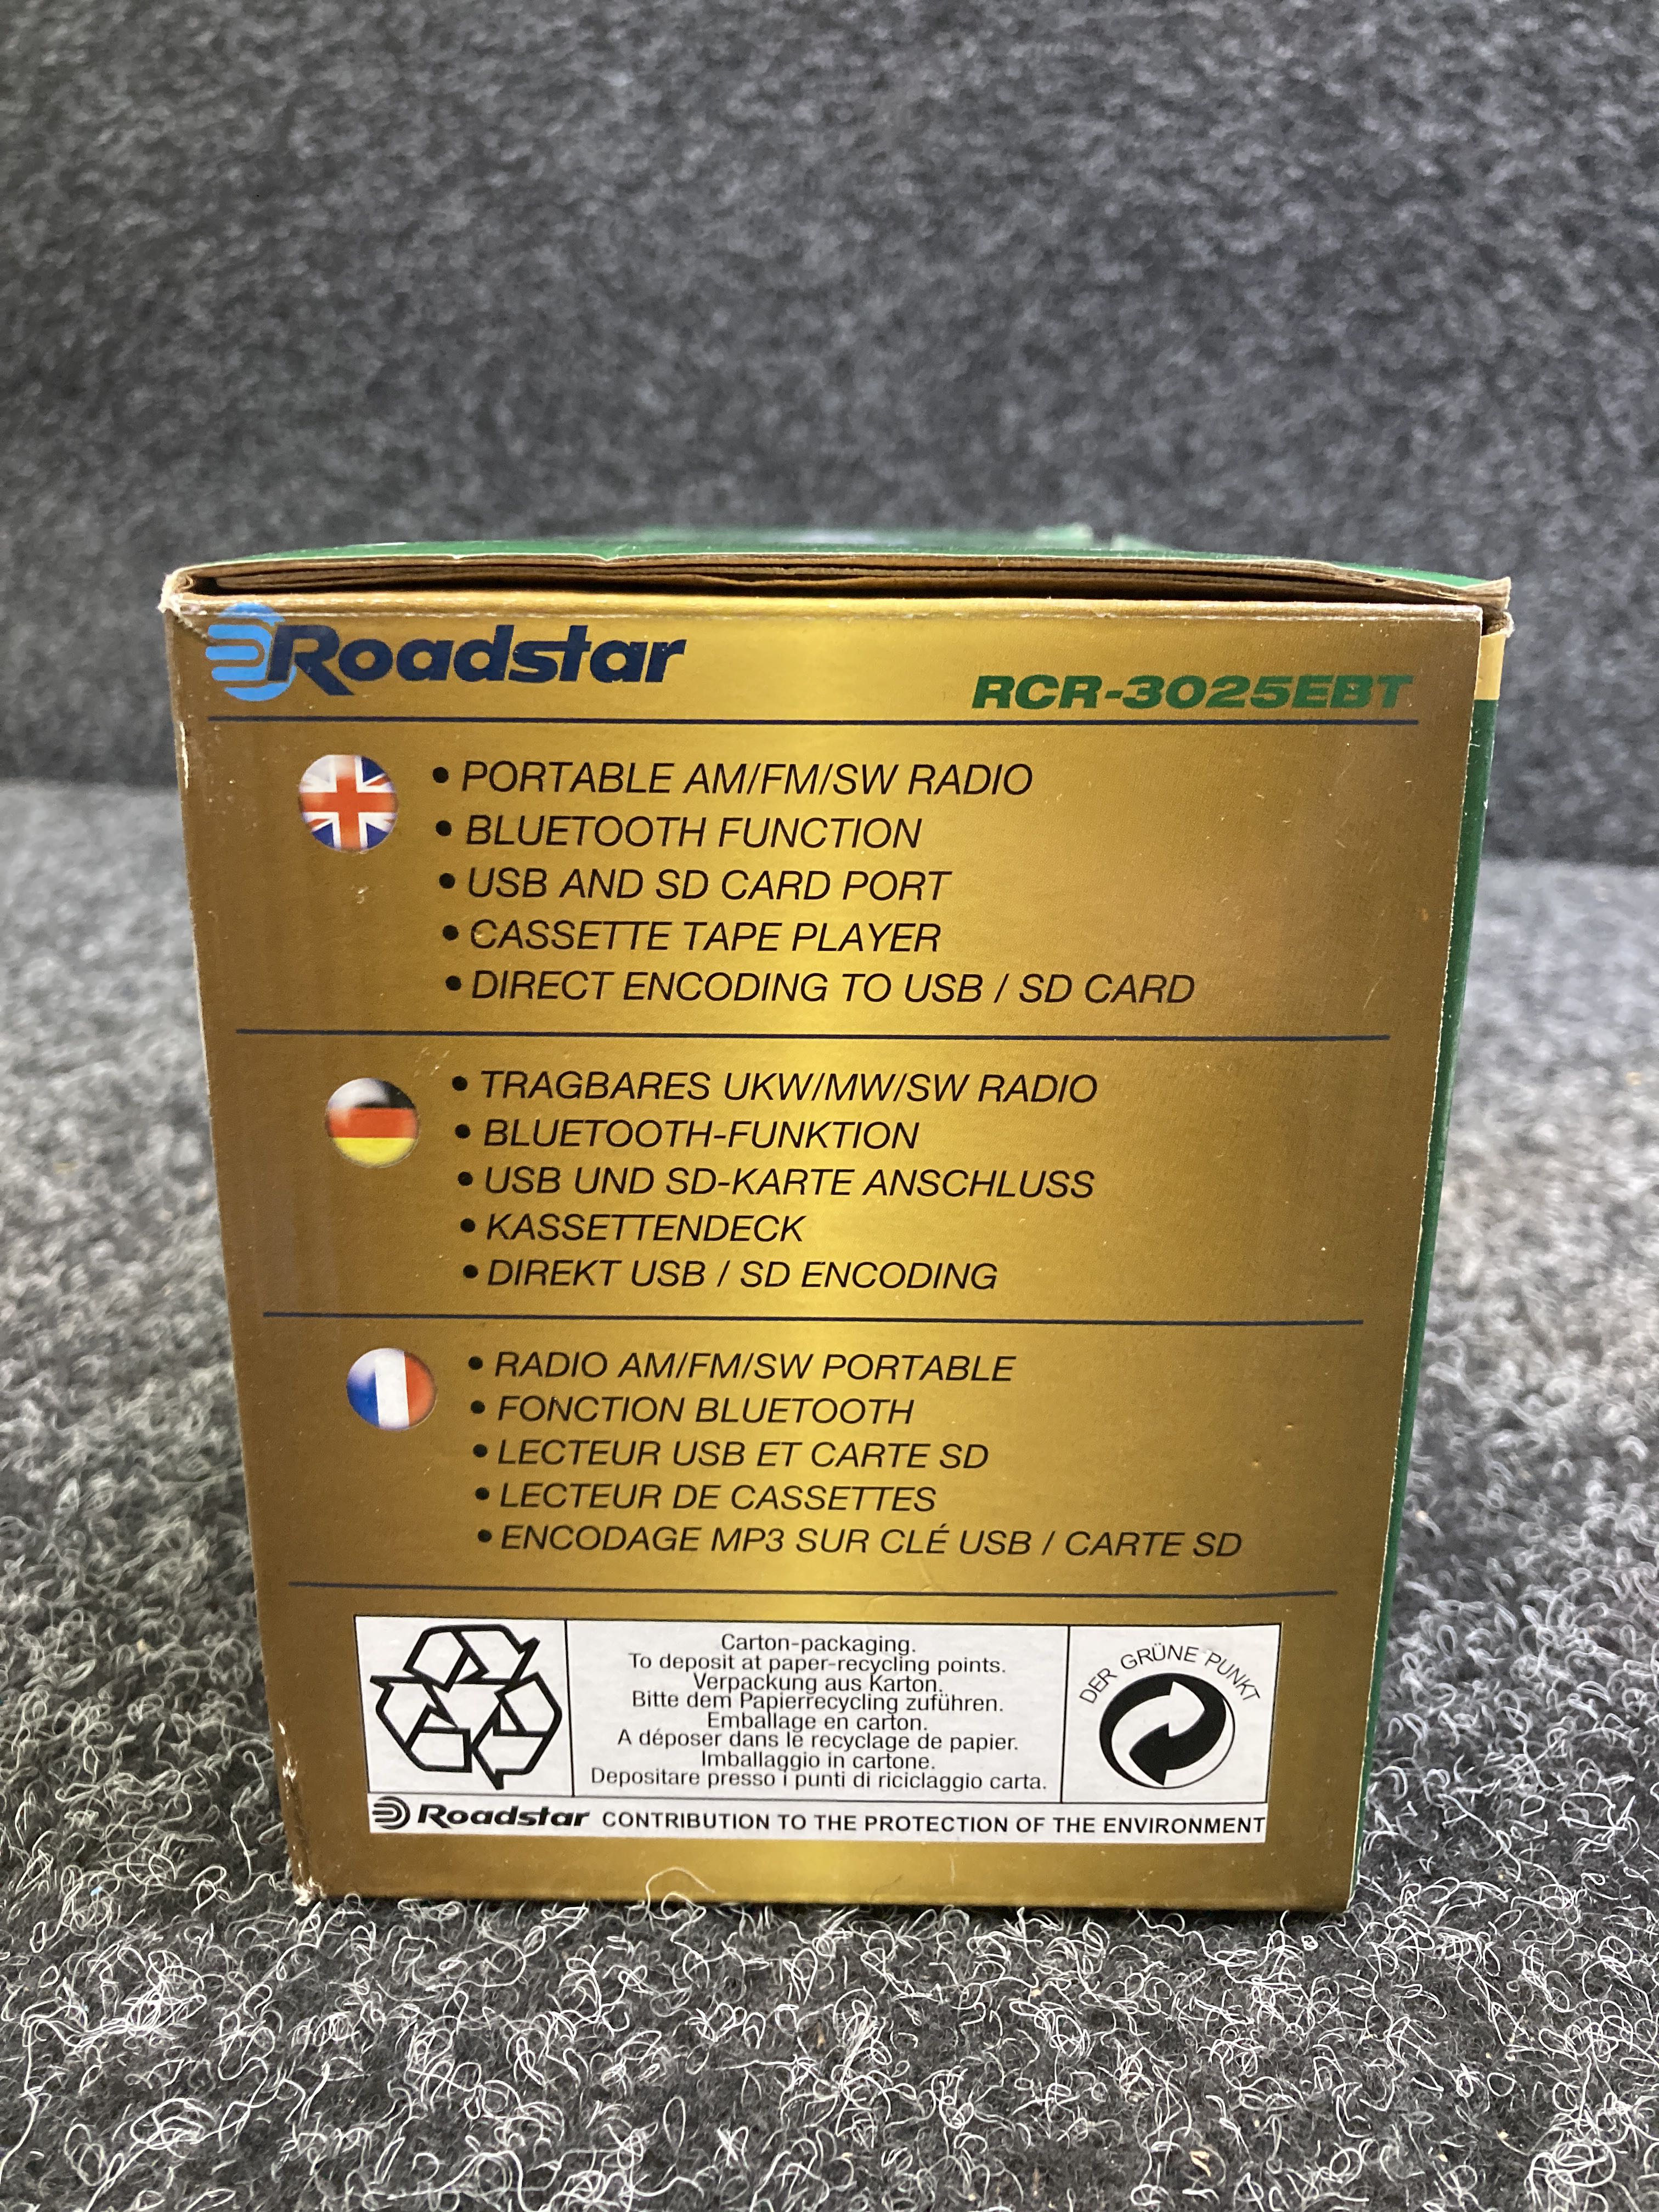 Roadstar
RCR-3025EBT
• PORTABLE AM/FM/SW RADIO
• BLUETOOTH FUNCTION
• USB AND SD CARD PORT
• CASSETTE TAPE PLAYER
• DIRECT ENCODING TO USB / SD CARD
• TRAGBARES UKW/MW/SW RADIO
• BLUETOOTH-FUNKTION
• USB UND SD-KARTE ANSCHLUSS
• KASSETTENDECK
• DIREKT USB / SD ENCODING
• RADIO AM/FM/SW PORTABLE
• FONCTION BLUETOOTH
• LECTEUR USB ET CARTE SD
• LECTEUR DE CASSETTES
• ENCODAGE MP3 SUR CLÉ USB / CARTE SD
Carton-packaging.
To deposit at paper-recycling points.
Verpackung aus Karton.
Bitte dem Papierrecycling zuführen.
Emballage en carton.
A déposer dans le recyclage de papier.
Imballaggio in cartone.
Depositare presso i punti di riciclaggio carta.
DER GRÜNE PUNKT
Roadstar CONTRIBUTION TO THE PROTECTION OF THE ENVIRONMENT